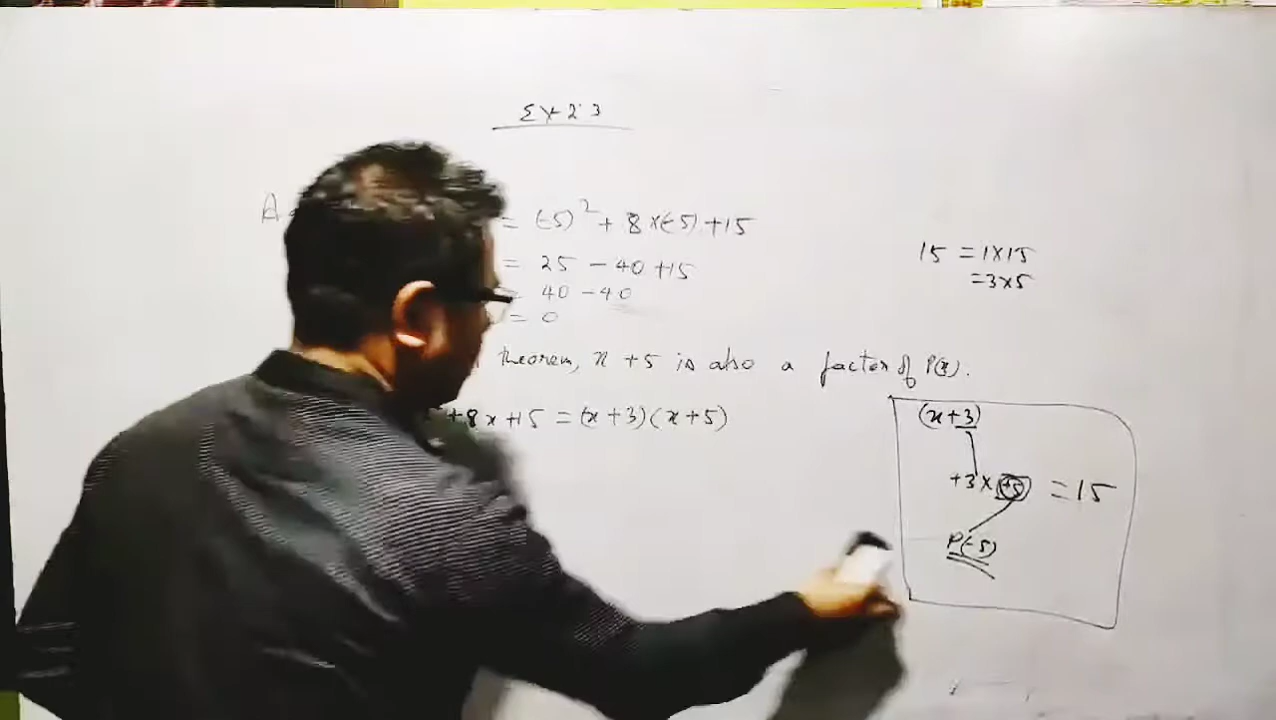 Ex 2.3
A
= (-5)² + 8 x (-5) + 15
= 25 - 40 + 15
= 40 - 40
= 0
theorem, x + 5 is also a factor of P(x).
+ 8x + 15 = (x + 3)(x + 5)
15 = 1 x 15
= 3 x 5
(x + 3)
+3 x +5 = 15
P(-5)